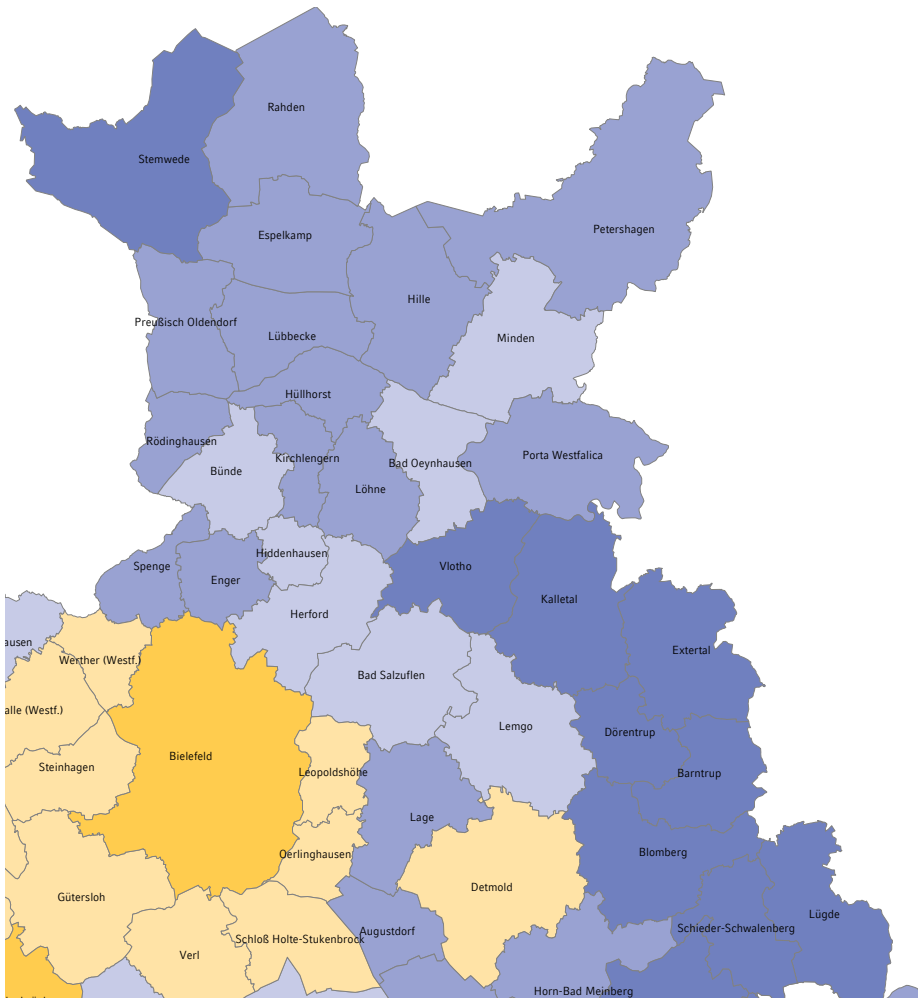 Rahden
Stemwede
Petershagen
Espelkamp
Hille
Preußisch Oldendorf
Lübbecke
Minden
Hüllhorst
Rödinghausen
Porta Westfalica
Kirchlengern
Bad Oeynhausen
Bünde
Löhne
Hiddenhausen
Spenge
Vlotho
Enger
Kalletal
Herford
ausen
Extertal
Werther (Westf.)
Bad Salzuflen
alle (Westf.)
Lemgo
Dörentrup
Bielefeld
Steinhagen
Leopoldshöhe
Barntrup
Lage
Blomberg
Oerlinghausen
Detmold
Gütersloh
Lügde
Schieder-Schwalenberg
Augustdorf
Schloß Holte-Stukenbrock
Verl
Horn-Bad Meinberg